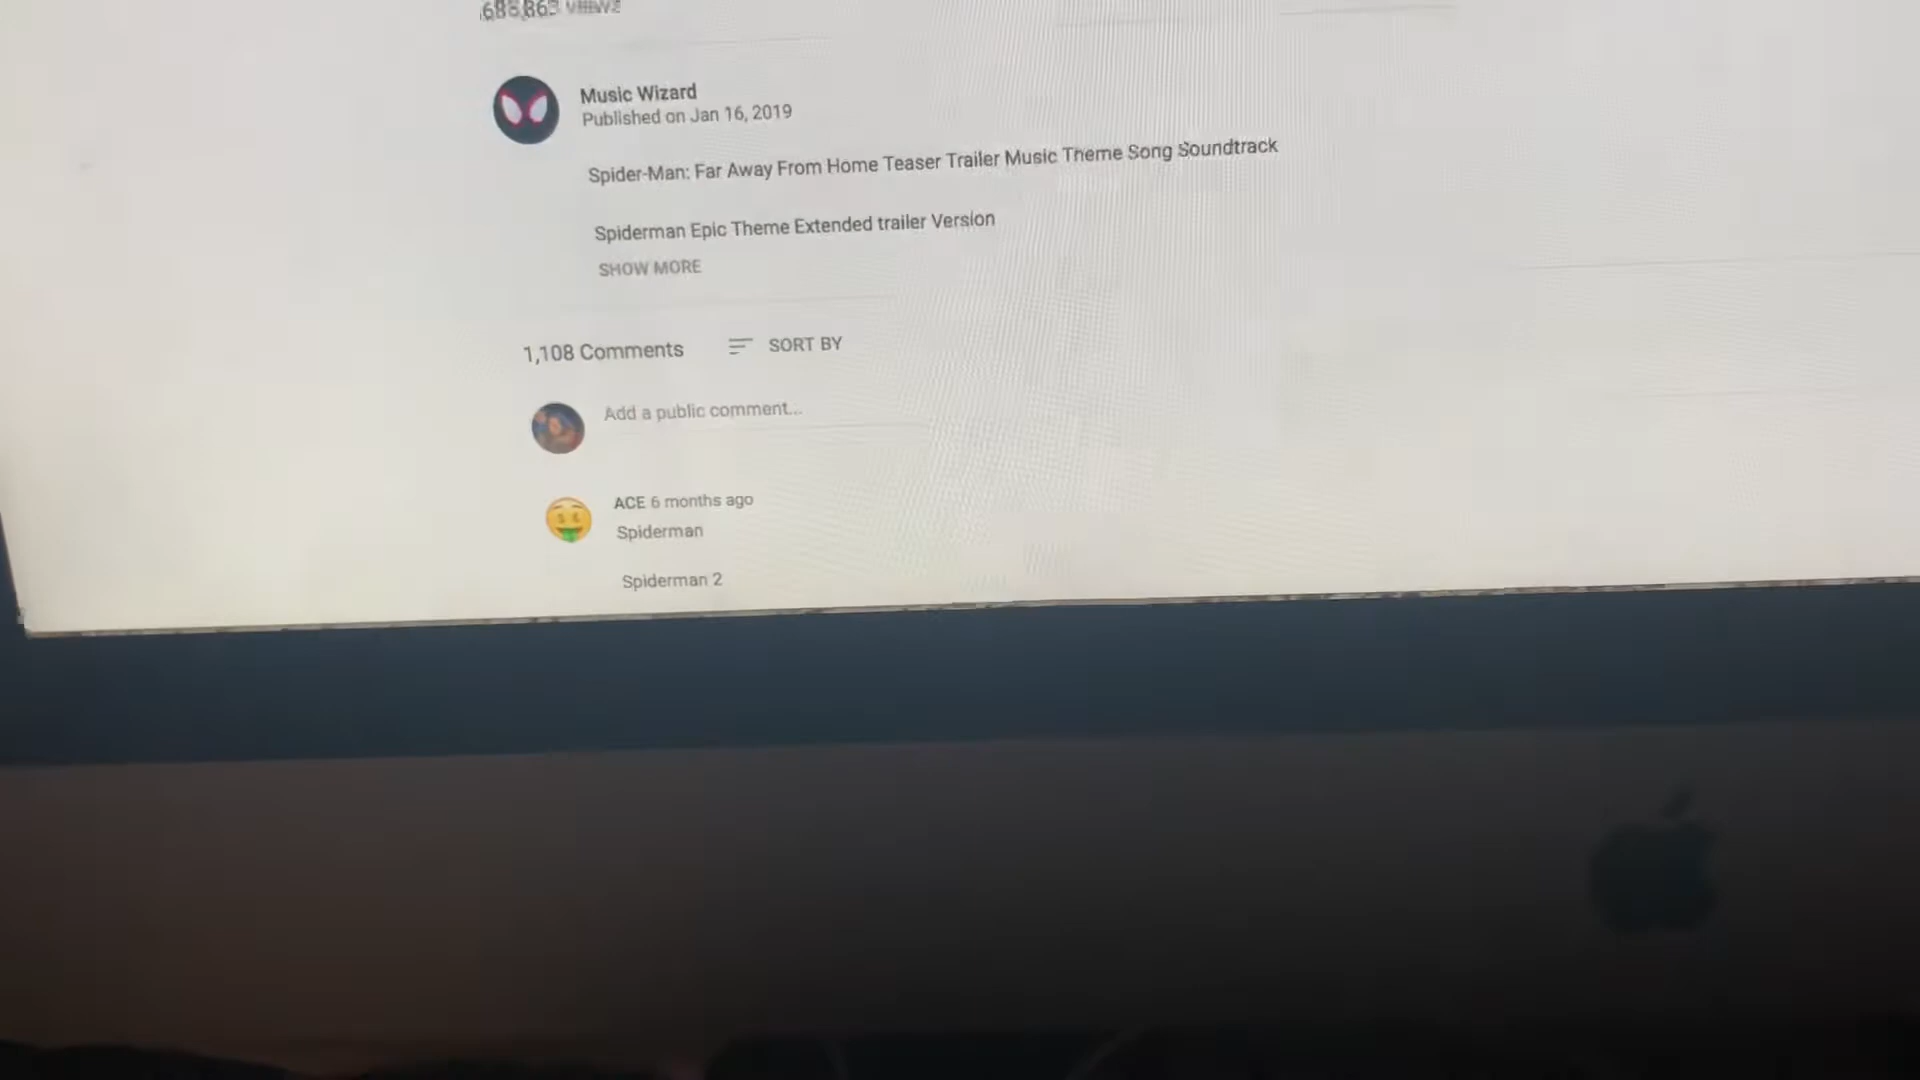 Music Wizard
Published on Jan 16, 2019
Spider-Man: Far Away From Home Teaser Trailer Music Theme Song Soundtrack
Spiderman Epic Theme Extended trailer Version
SHOW MORE
1,108 Comments
SORT BY
Add a public comment...
ACE 6 months ago
Spiderman
Spiderman 2